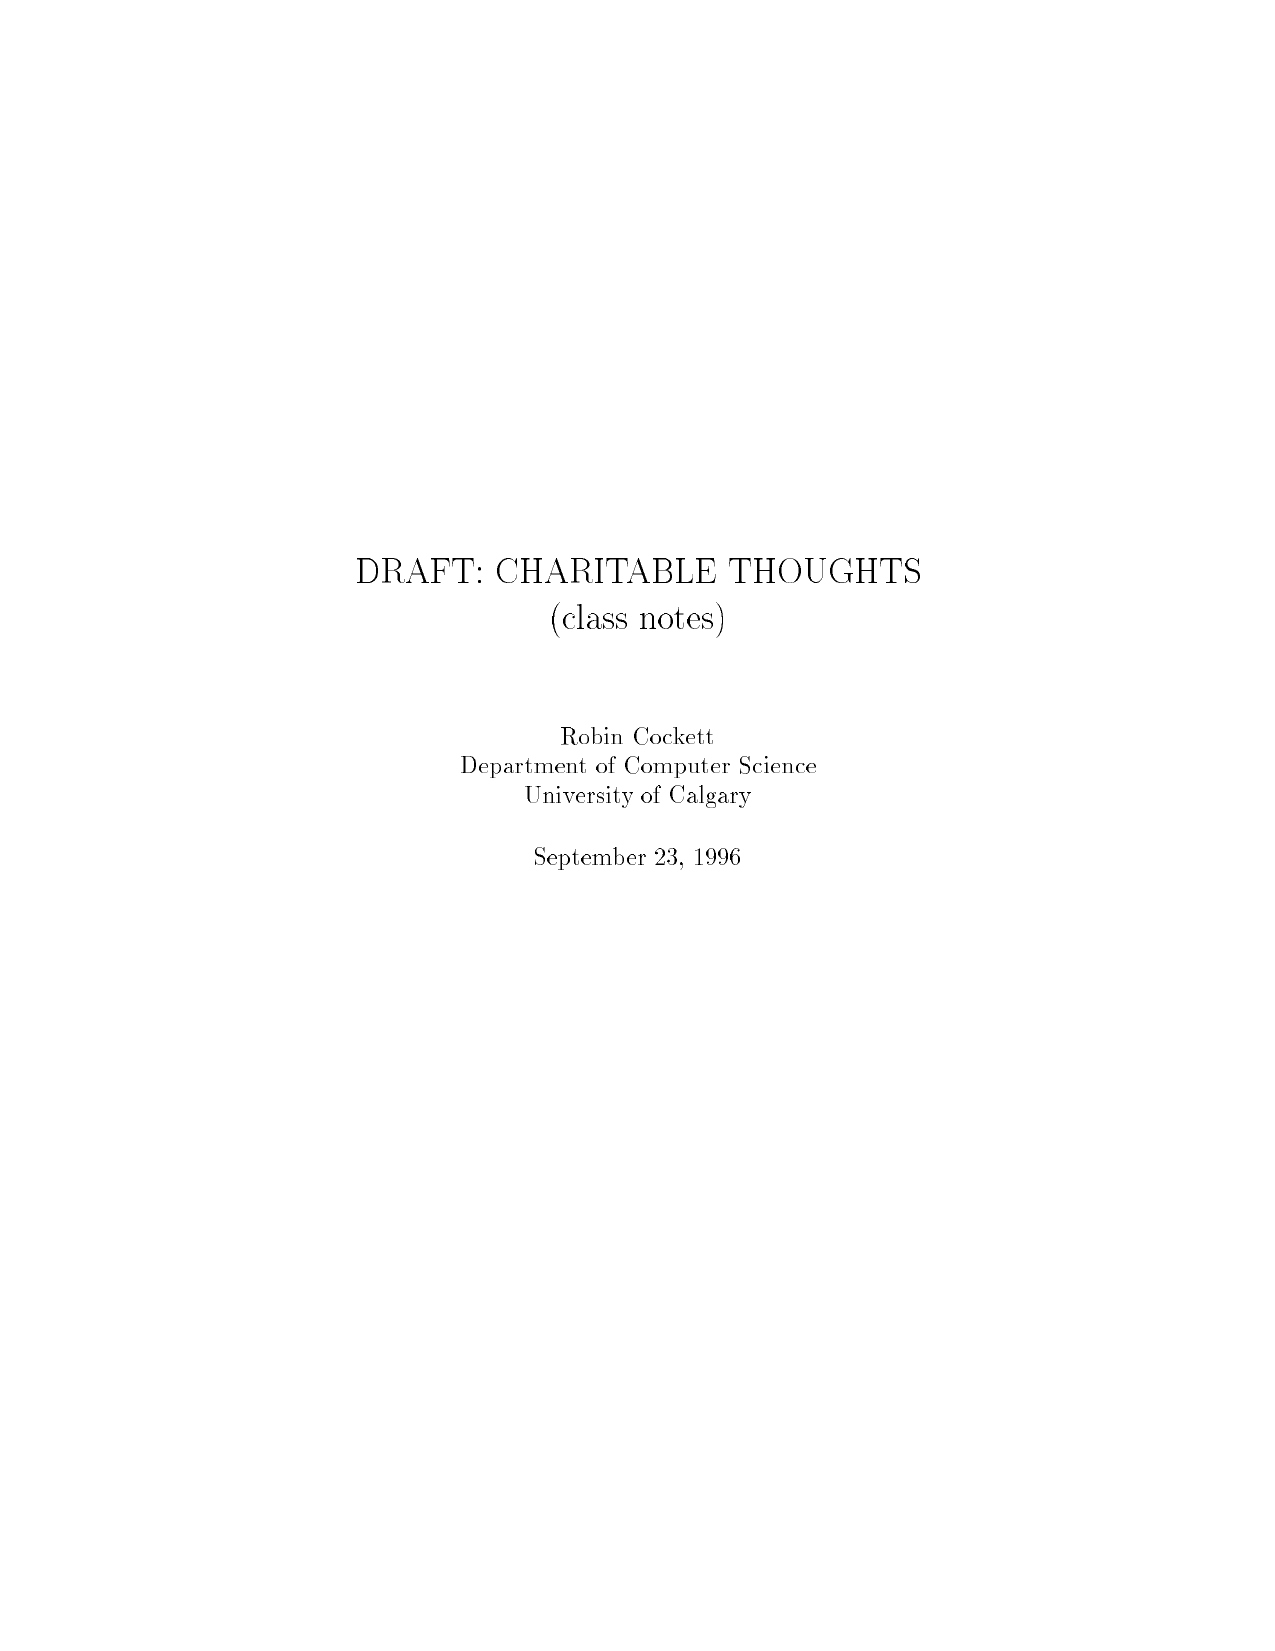 DRAFT: CHARITABLE THOUGHTS
(class notes)
Robin Cockett
Department of Computer Science
University of Calgary
September 23, 1996